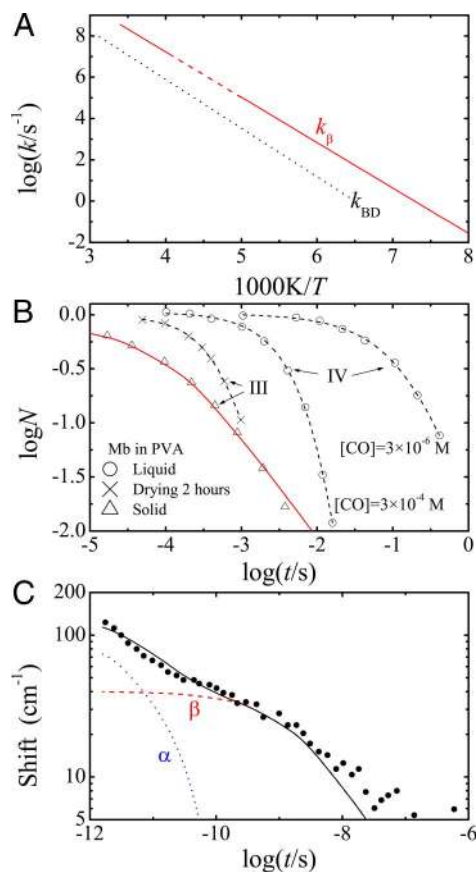 A
log(k/s⁻¹)
8
6
4
2
0
-2
k_β
k_BD
3 4 5 6 7 8
1000K/T
B
logN
0.0
-0.5
-1.0
-1.5
-2.0
III
IV
Mb in PVA
○ Liquid
× Drying 2 hours
△ Solid
[CO]=3×10⁻⁶ M
[CO]=3×10⁻⁴ M
-5 -4 -3 -2 -1 0
log(t/s)
C
Shift (cm⁻¹)
200
100
10
5
β
α
-12 -10 -8 -6
log(t/s)